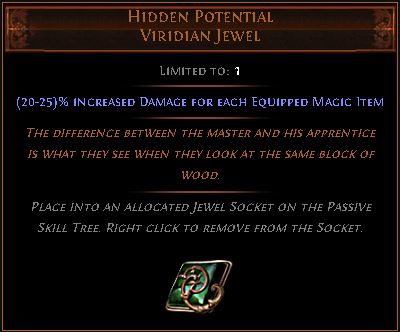 Hidden Potential
Viridian Jewel
Limited to: 1
(20-25)% increased Damage for each Equipped Magic Item
The difference between the master and his apprentice
is what they see when they look at the same block of
wood.
Place into an allocated Jewel Socket on the Passive
Skill Tree. Right click to remove from the Socket.